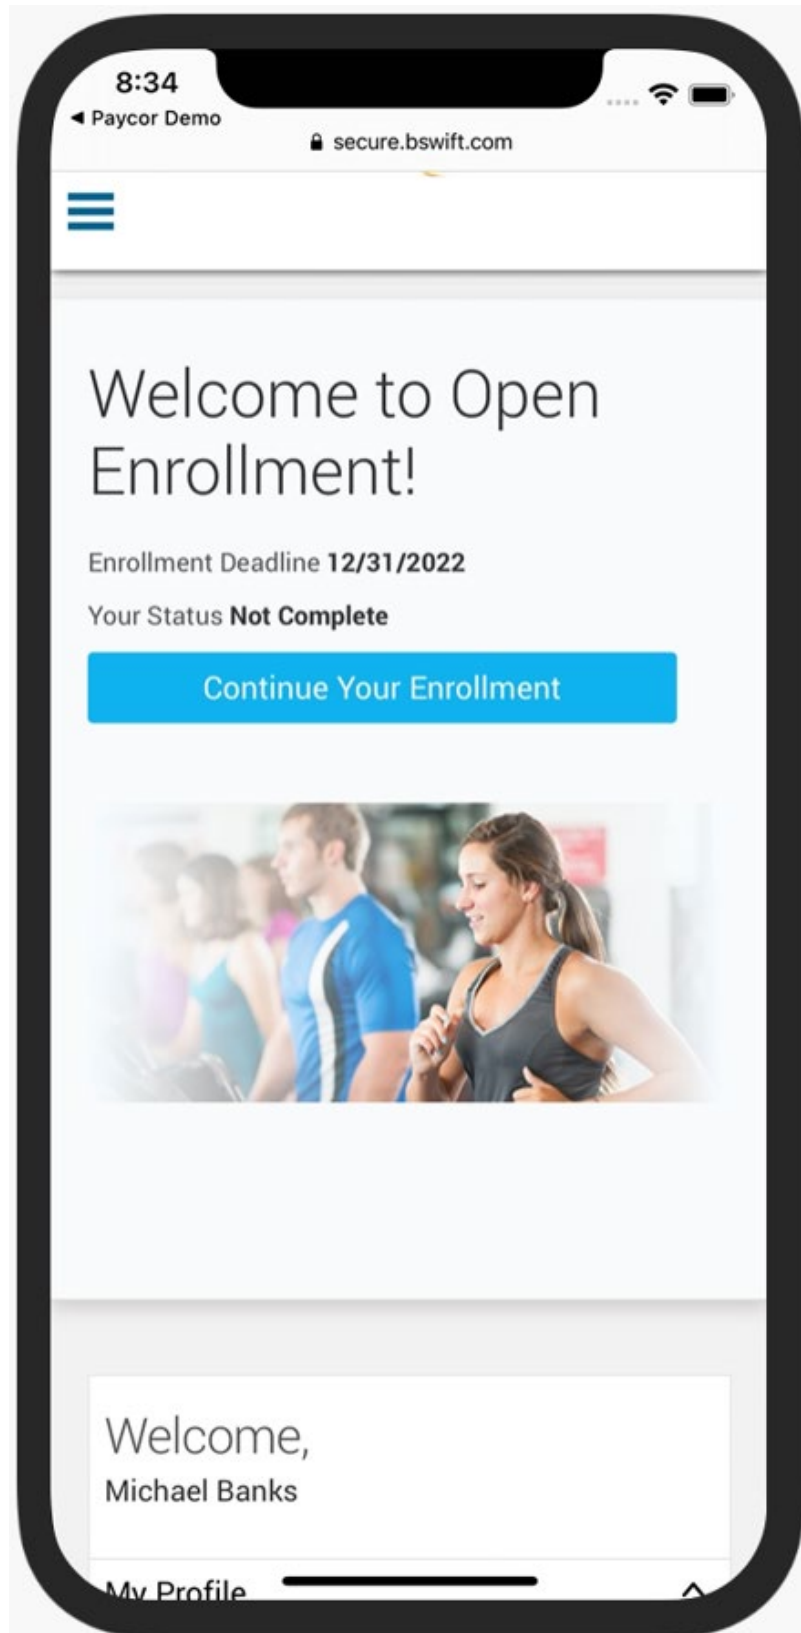 8:34
◀ Paycor Demo
secure.bswift.com
Welcome to Open
Enrollment!
Enrollment Deadline 12/31/2022
Your Status Not Complete
Continue Your Enrollment
Welcome,
Michael Banks
My Profile